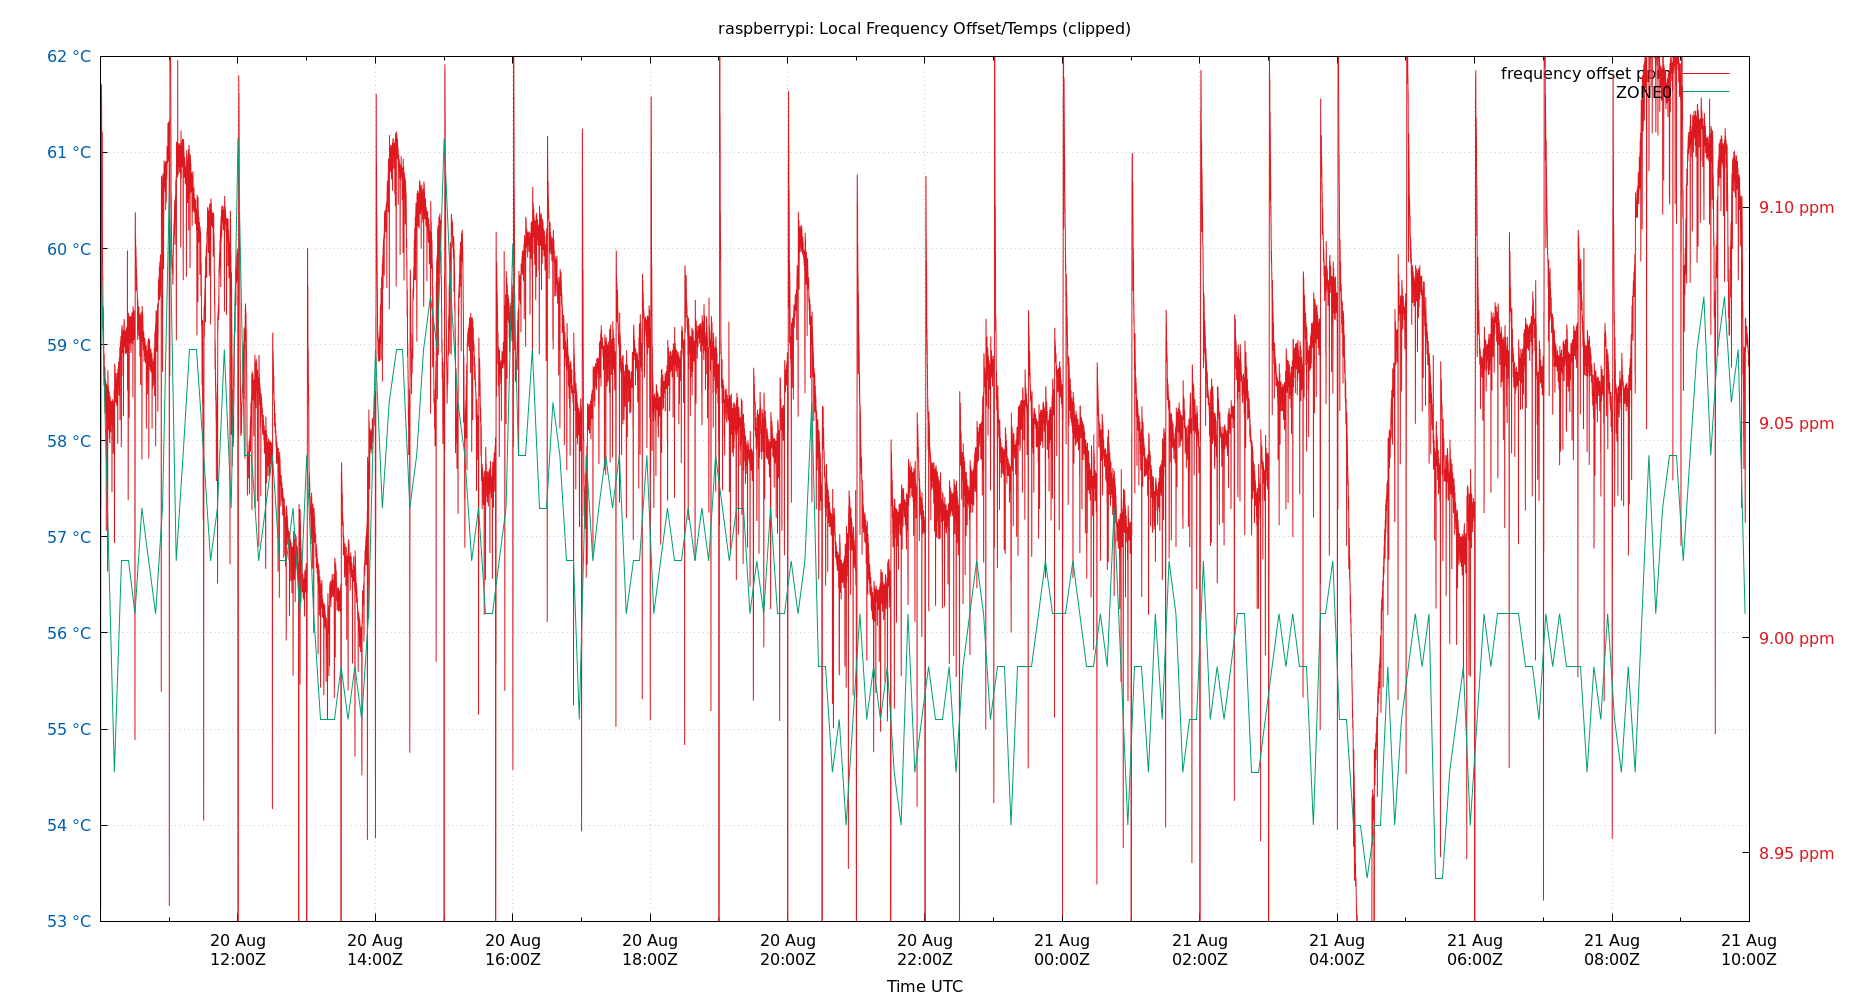 raspberrypi: Local Frequency Offset/Temps (clipped)
62 °C
61 °C
60 °C
59 °C
58 °C
57 °C
56 °C
55 °C
54 °C
53 °C
frequency offset ppm
ZONE0
9.10 ppm
9.05 ppm
9.00 ppm
8.95 ppm
20 Aug
12:00Z
20 Aug
14:00Z
20 Aug
16:00Z
20 Aug
18:00Z
20 Aug
20:00Z
20 Aug
22:00Z
21 Aug
00:00Z
21 Aug
02:00Z
21 Aug
04:00Z
21 Aug
06:00Z
21 Aug
08:00Z
21 Aug
10:00Z
Time UTC